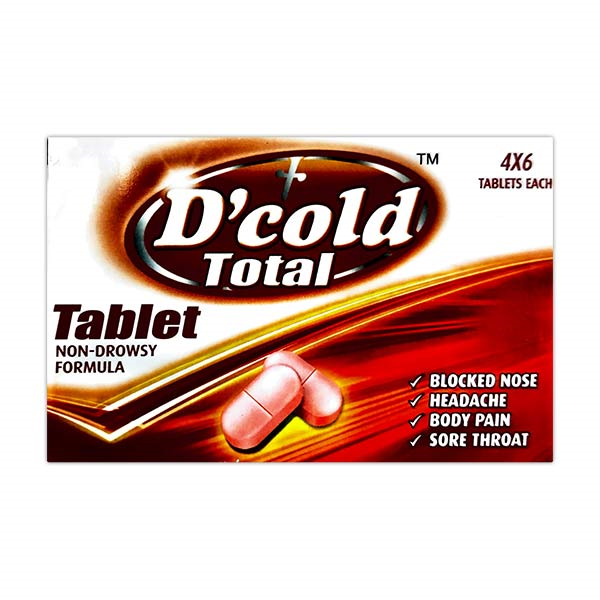 D'cold
Total
TM
4X6
TABLETS EACH
Tablet
NON-DROWSY
FORMULA
✓ BLOCKED NOSE
✓ HEADACHE
✓ BODY PAIN
✓ SORE THROAT